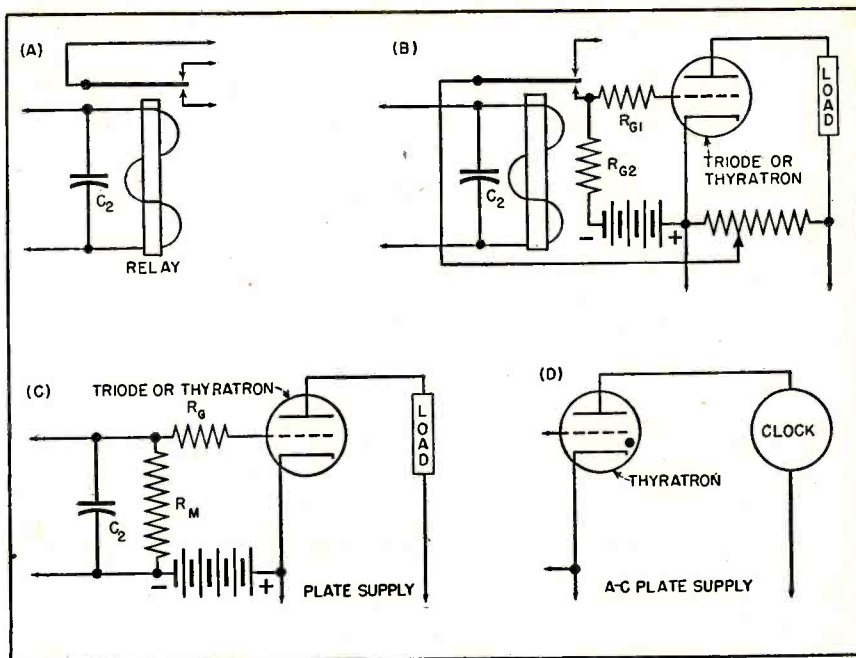 (A)
C2
RELAY
(B)
C2
RG1
RG2
- +
TRIODE OR
THYRATRON
LOAD
(C)
TRIODE OR THYRATRON
RG
RM
C2
- +
LOAD
PLATE SUPPLY
(D)
THYRATRON
CLOCK
A-C PLATE SUPPLY